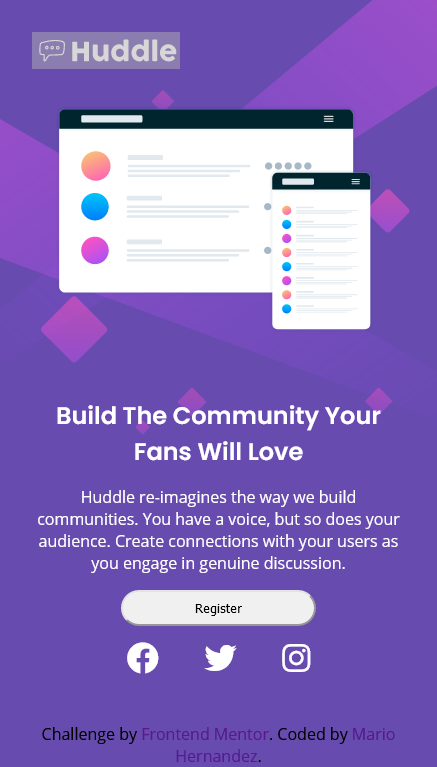 Huddle
Build The Community Your
Fans Will Love
Huddle re-imagines the way we build
communities. You have a voice, but so does your
audience. Create connections with your users as
you engage in genuine discussion.
Register
Challenge by Frontend Mentor. Coded by Mario
Hernandez.